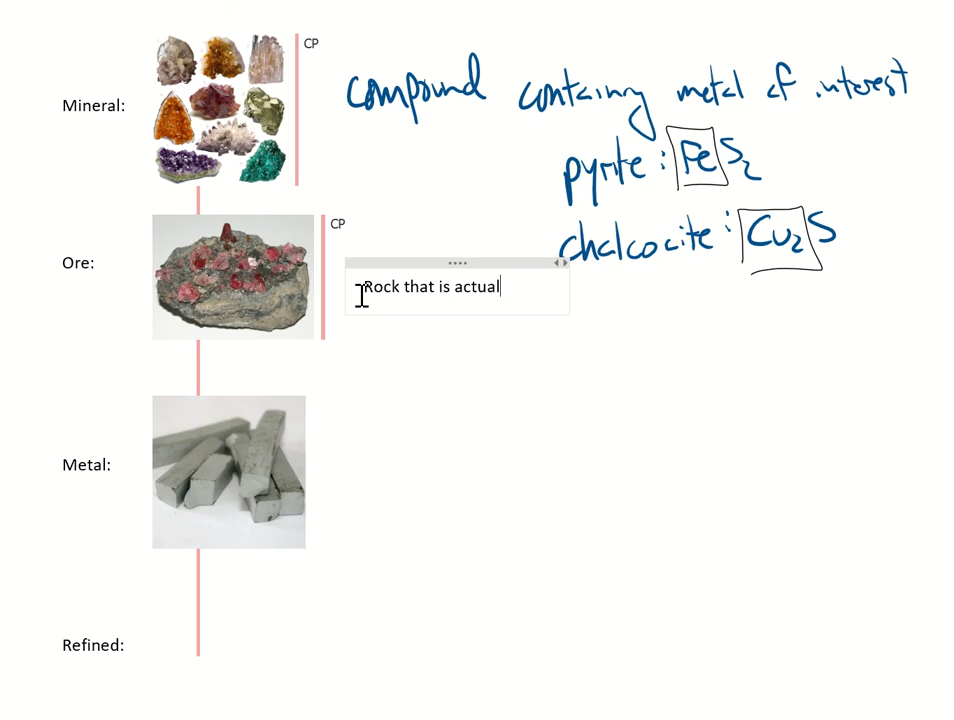 CP
Mineral:
compound containing metal of interest
pyrite: FeS2
chalcocite: Cu2S
CP
Ore:
Rock that is actual
Metal:
Refined: